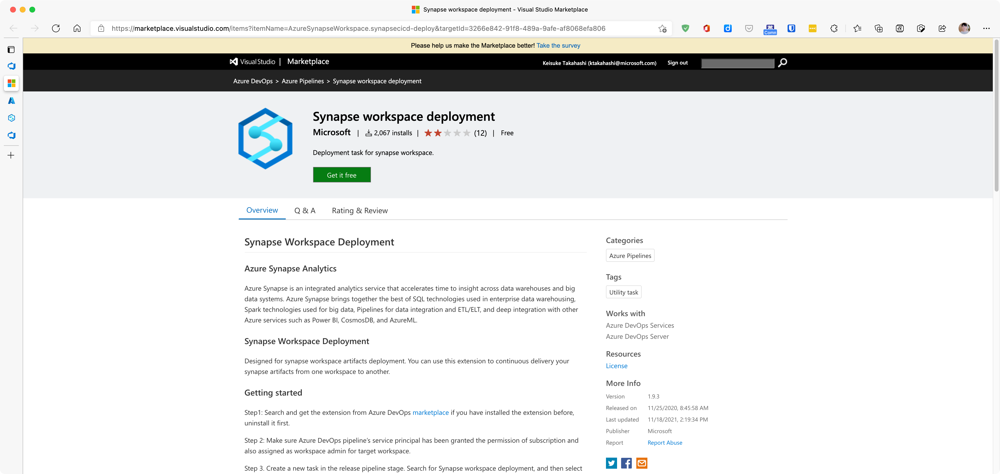 Synapse workspace deployment - Visual Studio Marketplace
https://marketplace.visualstudio.com/items?itemName=AzureSynapseWorkspace.synapsecicd-deploy&targetId=3266e842-91f8-489a-9afe-af8068efa806
Comn
Please help us make the Marketplace better! Take the survey
Visual Studio | Marketplace
Keisuke Takahashi (ktakahashi@microsoft.com) Sign out
Azure DevOps > Azure Pipelines > Synapse workspace deployment
Synapse workspace deployment
Microsoft | 2,067 installs | (12) | Free
Deployment task for synapse workspace.
Get it free
Overview Q & A Rating & Review
Synapse Workspace Deployment
Azure Synapse Analytics
Azure Synapse is an integrated analytics service that accelerates time to insight across data warehouses and big
data systems. Azure Synapse brings together the best of SQL technologies used in enterprise data warehousing,
Spark technologies used for big data, Pipelines for data integration and ETL/ELT, and deep integration with other
Azure services such as Power BI, CosmosDB, and AzureML.
Synapse Workspace Deployment
Designed for synapse workspace artifacts deployment. You can use this extension to continuous delivery your
synapse artifacts from one workspace to another.
Getting started
Step1: Search and get the extension from Azure DevOps marketplace if you have installed the extension before,
uninstall it first.
Step 2: Make sure Azure DevOps pipeline’s service principal has been granted the permission of subscription and
also assigned as workspace admin for target workspace.
Step 3. Create a new task in the release pipeline stage. Search for Synapse workspace deployment, and then select
Categories
Azure Pipelines
Tags
Utility task
Works with
Azure DevOps Services
Azure DevOps Server
Resources
License
More Info
Version 1.9.3
Released on 11/25/2020, 8:45:58 AM
Last updated 11/18/2021, 2:19:34 PM
Publisher Microsoft
Report Report Abuse